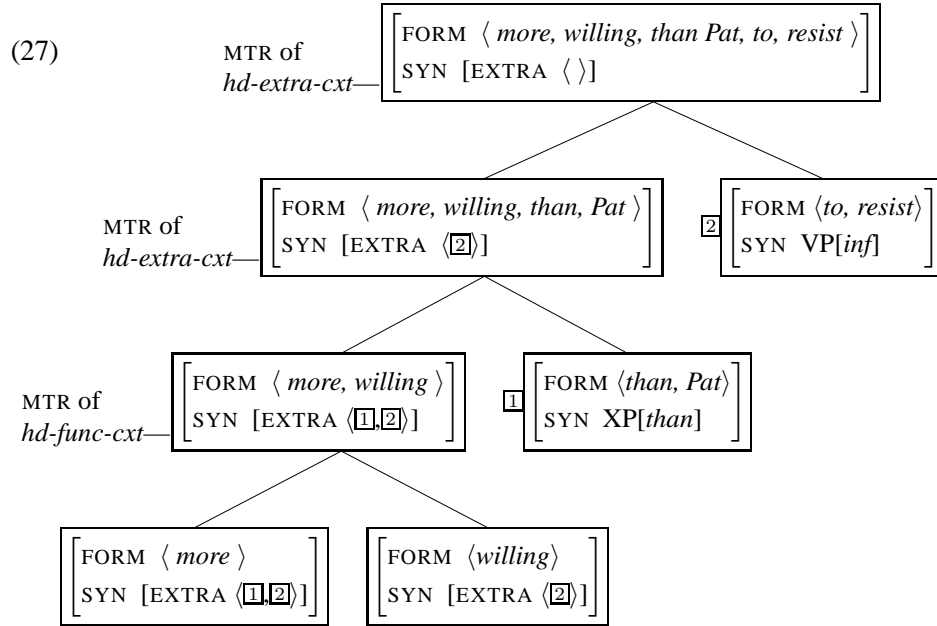 (27)
MTR of
hd-extra-cxt
FORM ⟨ more, willing, than Pat, to, resist ⟩
SYN [EXTRA ⟨ ⟩]
MTR of
hd-extra-cxt
FORM ⟨ more, willing, than, Pat ⟩
SYN [EXTRA ⟨2⟩]
2
FORM ⟨to, resist⟩
SYN VP[inf]
MTR of
hd-func-cxt
FORM ⟨ more, willing ⟩
SYN [EXTRA ⟨1,2⟩]
1
FORM ⟨than, Pat⟩
SYN XP[than]
FORM ⟨ more ⟩
SYN [EXTRA ⟨1,2⟩]
FORM ⟨willing⟩
SYN [EXTRA ⟨2⟩]